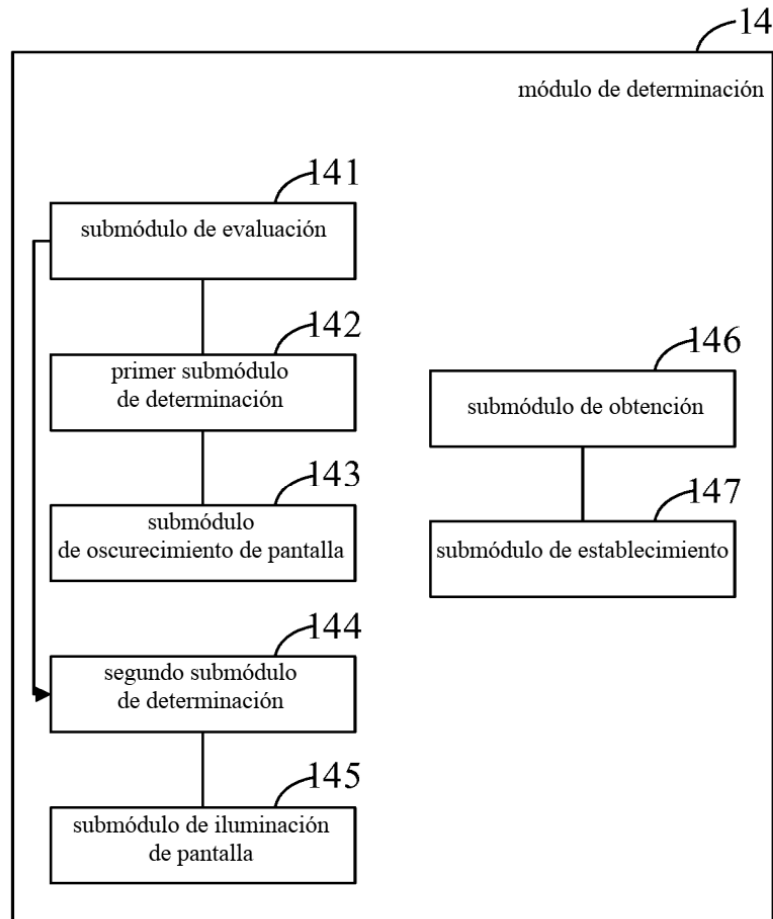 14
módulo de determinación
141
submódulo de evaluación
142
primer submódulo
de determinación
143
submódulo
de oscurecimiento de pantalla
144
segundo submódulo
de determinación
145
submódulo de iluminación
de pantalla
146
submódulo de obtención
147
submódulo de establecimiento